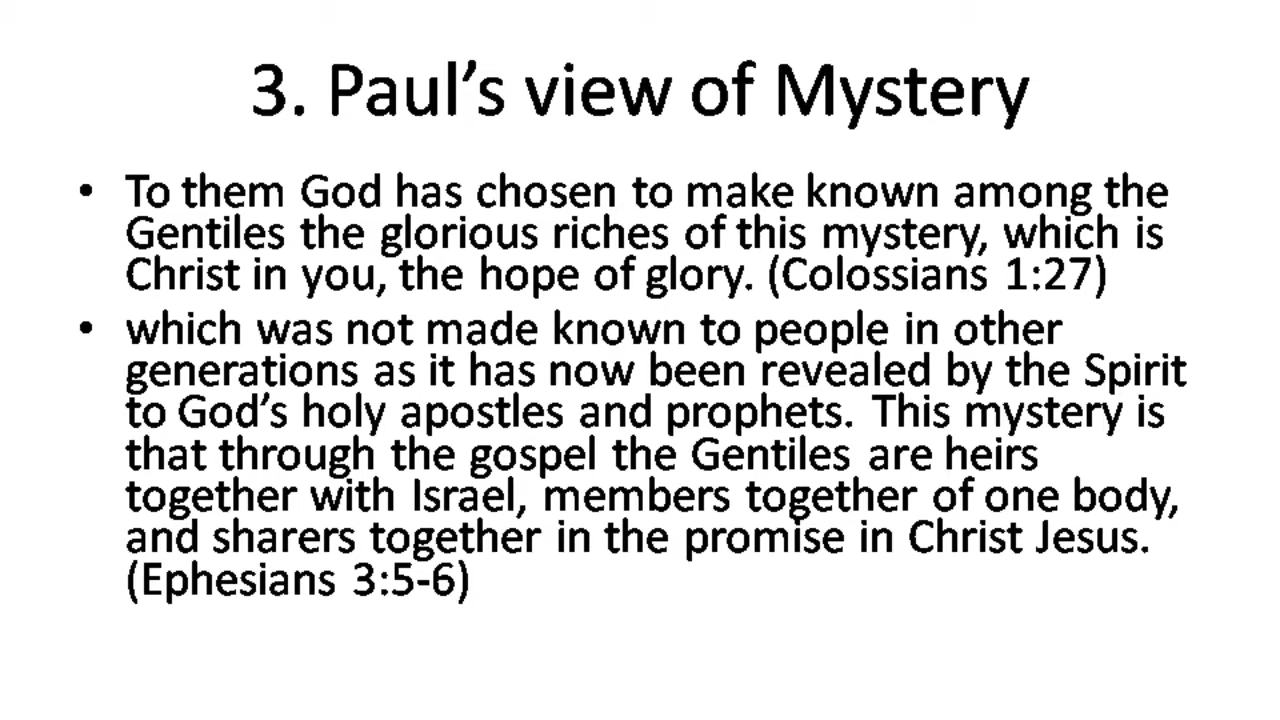 3. Paul’s view of Mystery
• To them God has chosen to make known among the
Gentiles the glorious riches of this mystery, which is
Christ in you, the hope of glory. (Colossians 1:27)
• which was not made known to people in other
generations as it has now been revealed by the Spirit
to God’s holy apostles and prophets. This mystery is
that through the gospel the Gentiles are heirs
together with Israel, members together of one body,
and sharers together in the promise in Christ Jesus.
(Ephesians 3:5-6)